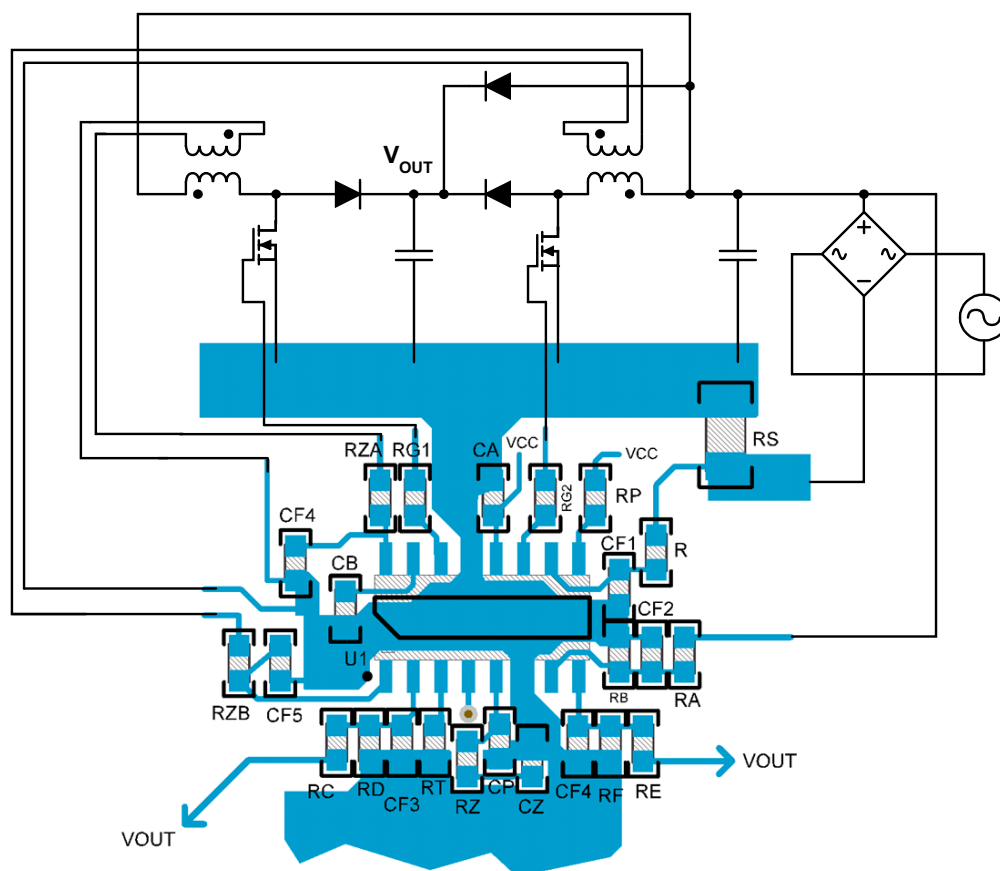 VOUT
RZA
RG1
CA
VCC
RG2
VCC
RP
RS
CF4
CB
CF1
R
CF2
U1
RB
RA
RZB
CF5
RC
RD
CF3
RT
RZ
CP
CZ
CF4
RF
RE
VOUT
VOUT